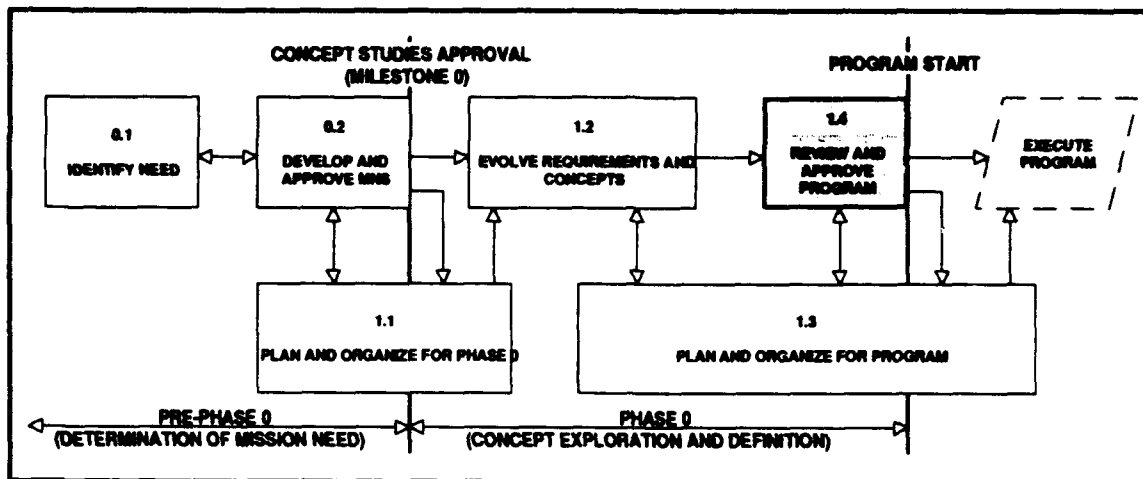 CONCEPT STUDIES APPROVAL
(MILESTONE 0)
PROGRAM START
0.1
IDENTIFY NEED
0.2
DEVELOP AND
APPROVE MNS
1.2
EVOLVE REQUIREMENTS AND
CONCEPTS
1.4
REVIEW AND
APPROVE
PROGRAM
EXECUTE
PROGRAM
1.1
PLAN AND ORGANIZE FOR PHASE 0
1.3
PLAN AND ORGANIZE FOR PROGRAM
PRE-PHASE 0
(DETERMINATION OF MISSION NEED)
PHASE 0
(CONCEPT EXPLORATION AND DEFINITION)